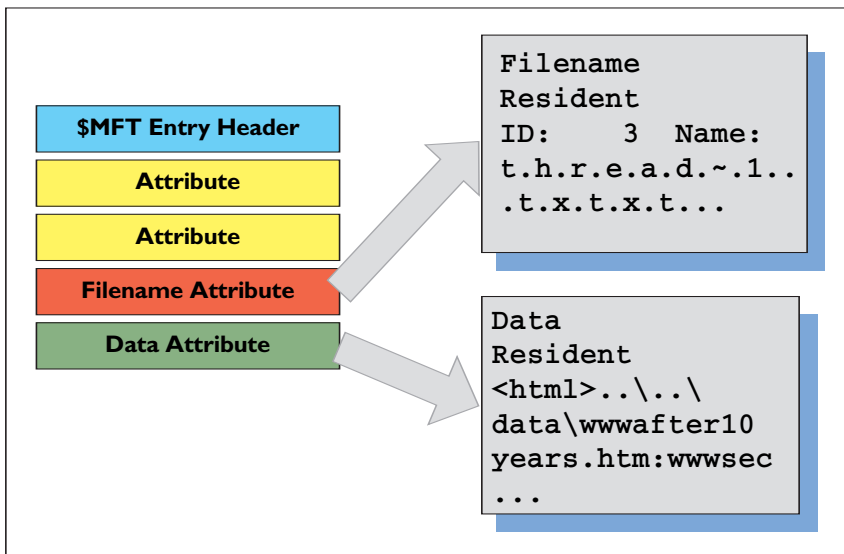 $MFT Entry Header
Attribute
Attribute
Filename Attribute
Data Attribute
Filename
Resident
ID:     3  Name:
t.h.r.e.a.d.~.1..
.t.x.t.x.t...
Data
Resident
<html>..\..\
data\wwwafter10
years.htm:wwwsec
...